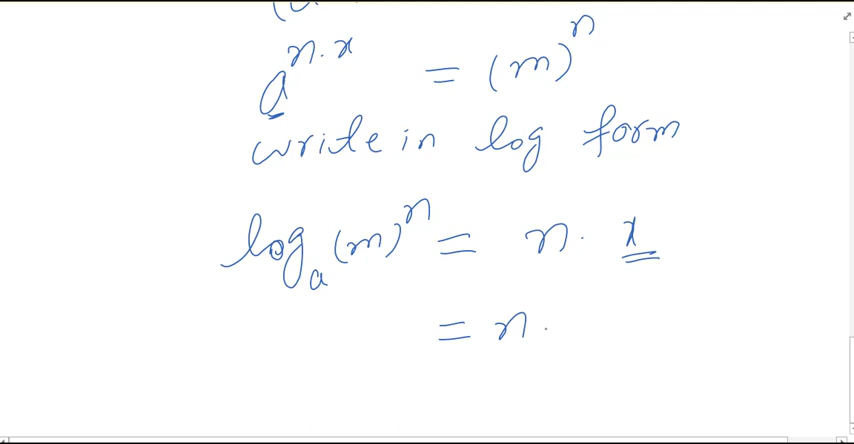 a^{n.x} = (m)^n
write in log form
log_a (m)^n = n. x
= n.